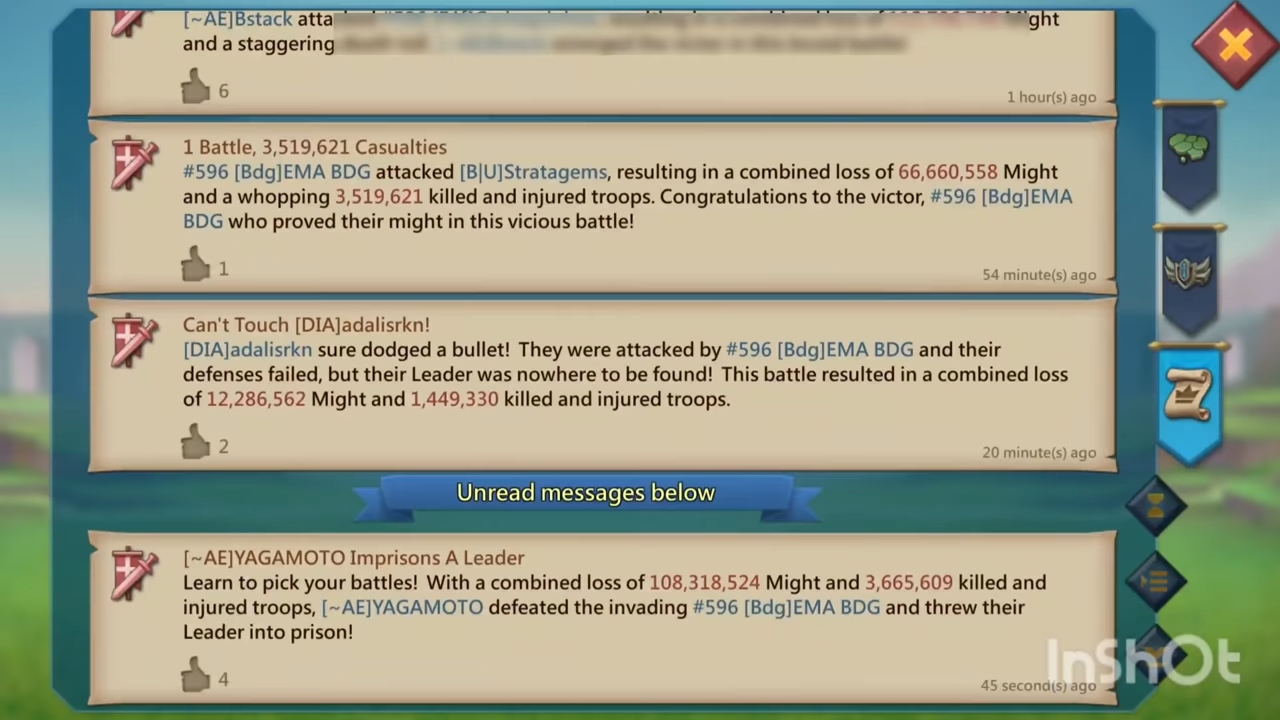 [~AE]Bstack atta Might
and a staggering
6
1 hour(s) ago
1 Battle, 3,519,621 Casualties
#596 [Bdg]EMA BDG attacked [B|U]Stratagems, resulting in a combined loss of 66,660,558 Might
and a whopping 3,519,621 killed and injured troops. Congratulations to the victor, #596 [Bdg]EMA
BDG who proved their might in this vicious battle!
1
54 minute(s) ago
Can't Touch [DIA]adalisrkn!
[DIA]adalisrkn sure dodged a bullet! They were attacked by #596 [Bdg]EMA BDG and their
defenses failed, but their Leader was nowhere to be found! This battle resulted in a combined loss
of 12,286,562 Might and 1,449,330 killed and injured troops.
2
20 minute(s) ago
Unread messages below
[~AE]YAGAMOTO Imprisons A Leader
Learn to pick your battles! With a combined loss of 108,318,524 Might and 3,665,609 killed and
injured troops, [~AE]YAGAMOTO defeated the invading #596 [Bdg]EMA BDG and threw their
Leader into prison!
4
45 second(s) ago
InShOt